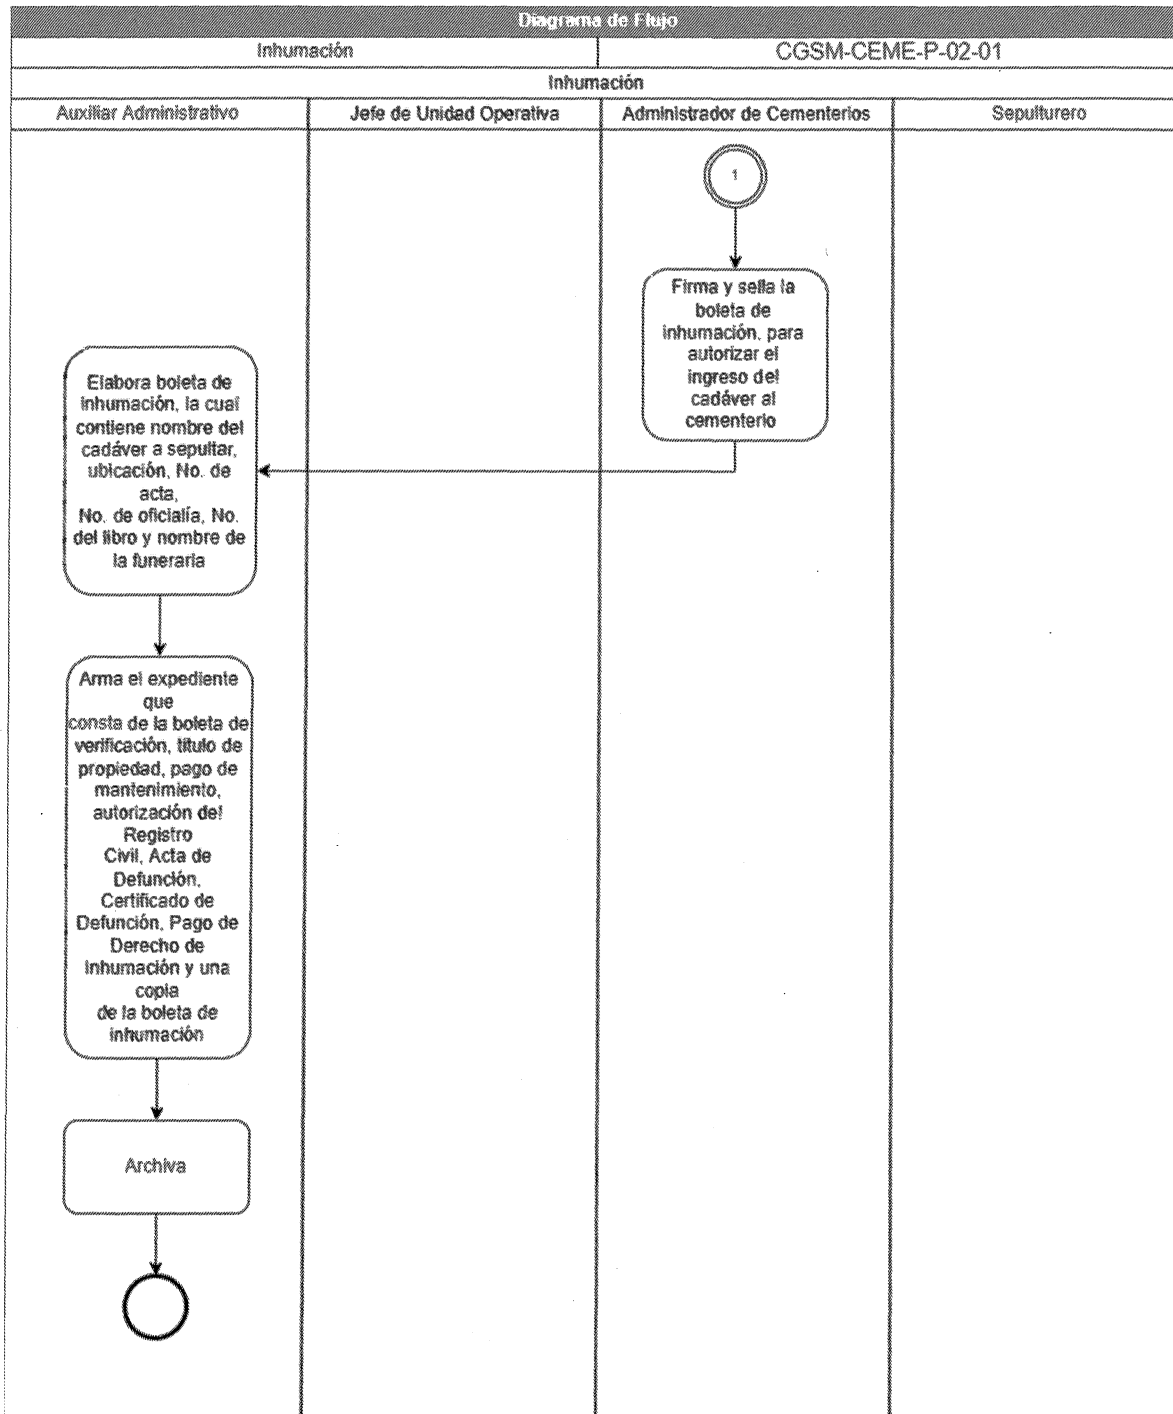 Diagrama de Flujo
Inhumación
CGSM-CEME-P-02-01
Inhumación
Auxiliar Administrativo
Jefe de Unidad Operativa
Administrador de Cementerios
Sepulturero
1
Firma y sella la
boleta de
inhumación, para
autorizar el
ingreso del
cadáver al
cementerio
Elabora boleta de
inhumación, la cual
contiene nombre del
cadáver a sepultar,
ubicación, No. de
acta,
No. de oficialía, No.
del libro y nombre de
la funeraria
Arma el expediente
que
consta de la boleta de
verificación, título de
propiedad, pago de
mantenimiento,
autorización del
Registro
Civil, Acta de
Defunción,
Certificado de
Defunción, Pago de
Derecho de
Inhumación y una
copia
de la boleta de
inhumación
Archiva